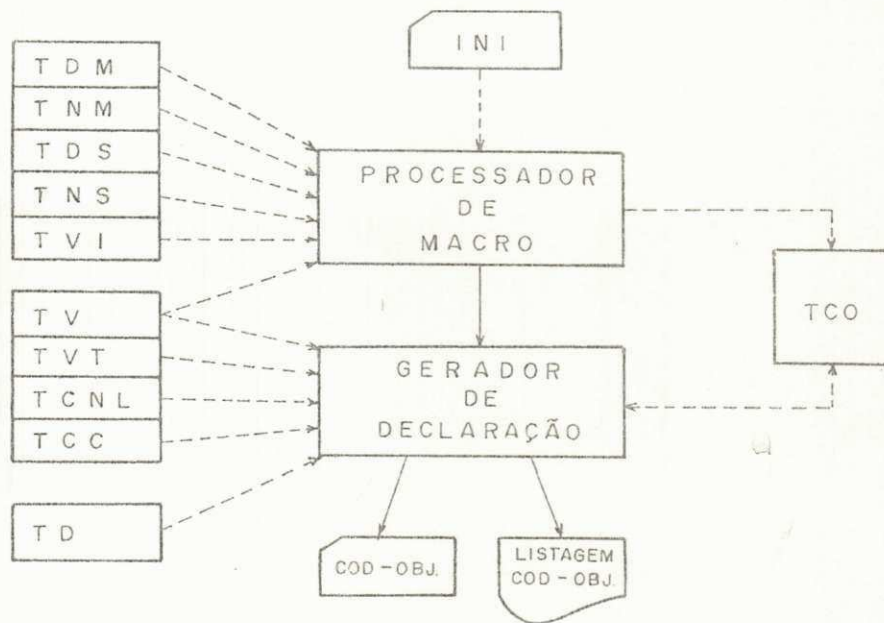 INI
TDM
TNM
TDS
TNS
TVI
PROCESSADOR
DE
MACRO
TV
TVT
TCNL
TCC
GERADOR
DE
DECLARAÇÃO
TCO
TD
COD-OBJ.
LISTAGEM
COD-OBJ.